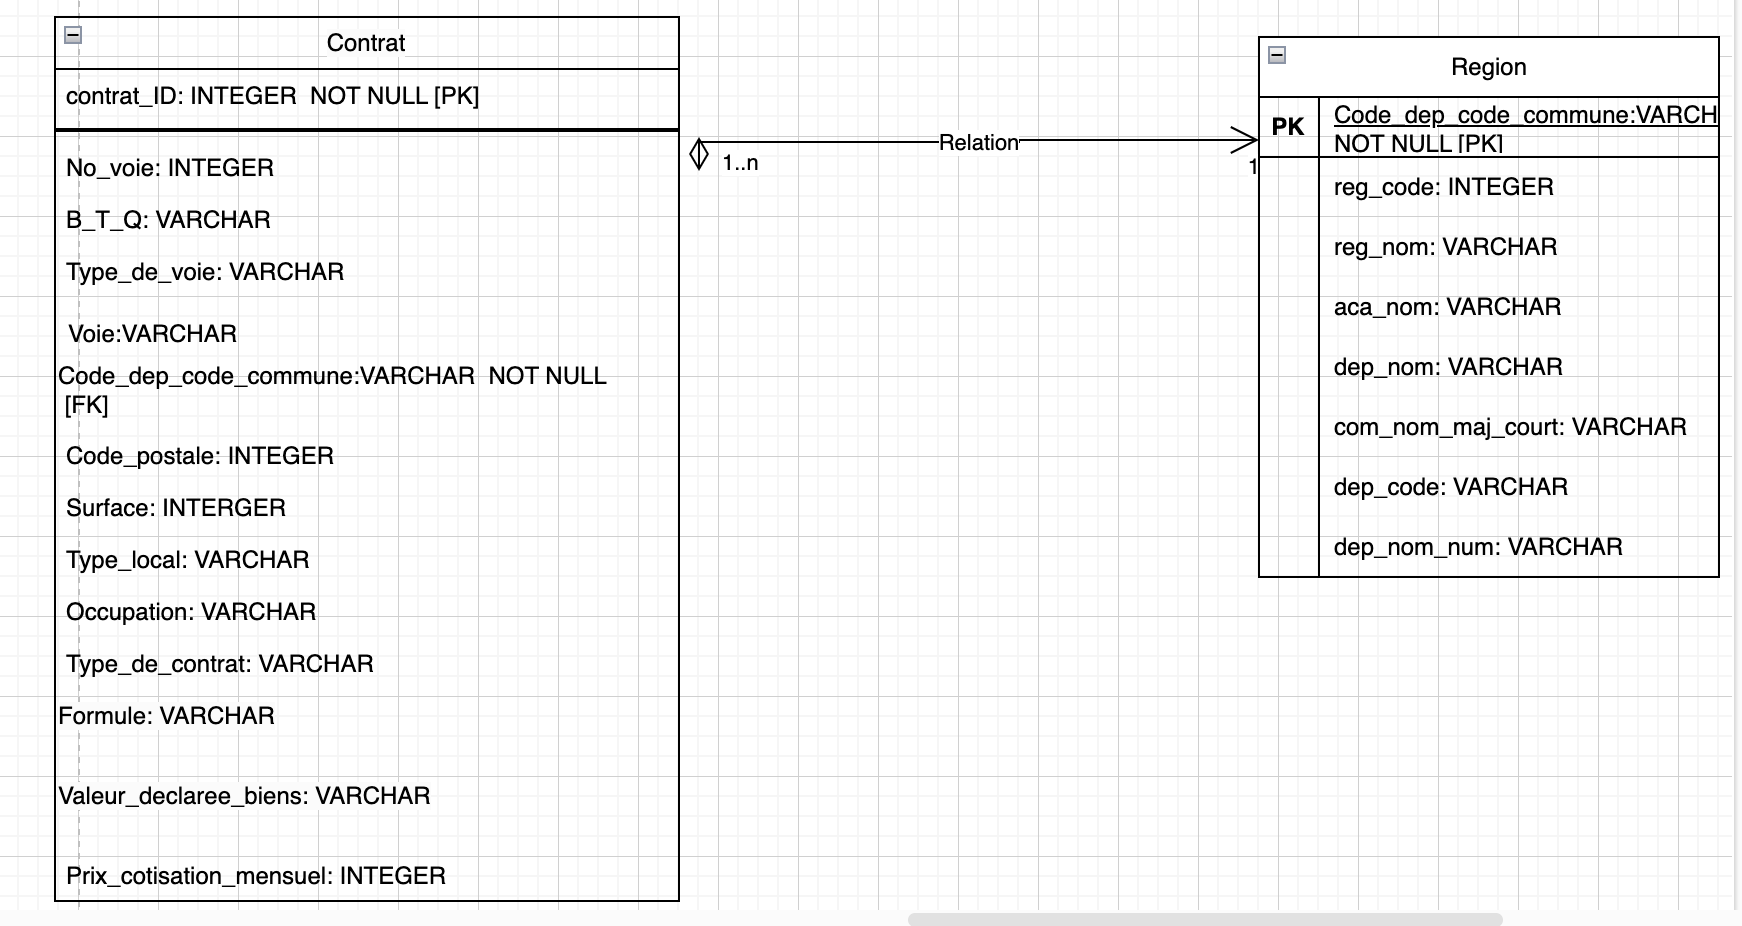 Contrat
contrat_ID: INTEGER NOT NULL [PK]
No_voie: INTEGER
B_T_Q: VARCHAR
Type_de_voie: VARCHAR
Voie:VARCHAR
Code_dep_code_commune:VARCHAR NOT NULL
[FK]
Code_postale: INTEGER
Surface: INTERGER
Type_local: VARCHAR
Occupation: VARCHAR
Type_de_contrat: VARCHAR
Formule: VARCHAR
Valeur_declaree_biens: VARCHAR
Prix_cotisation_mensuel: INTEGER
Relation
1..n
1
Region
PK
Code_dep_code_commune:VARCH
NOT NULL [PK]
reg_code: INTEGER
reg_nom: VARCHAR
aca_nom: VARCHAR
dep_nom: VARCHAR
com_nom_maj_court: VARCHAR
dep_code: VARCHAR
dep_nom_num: VARCHAR